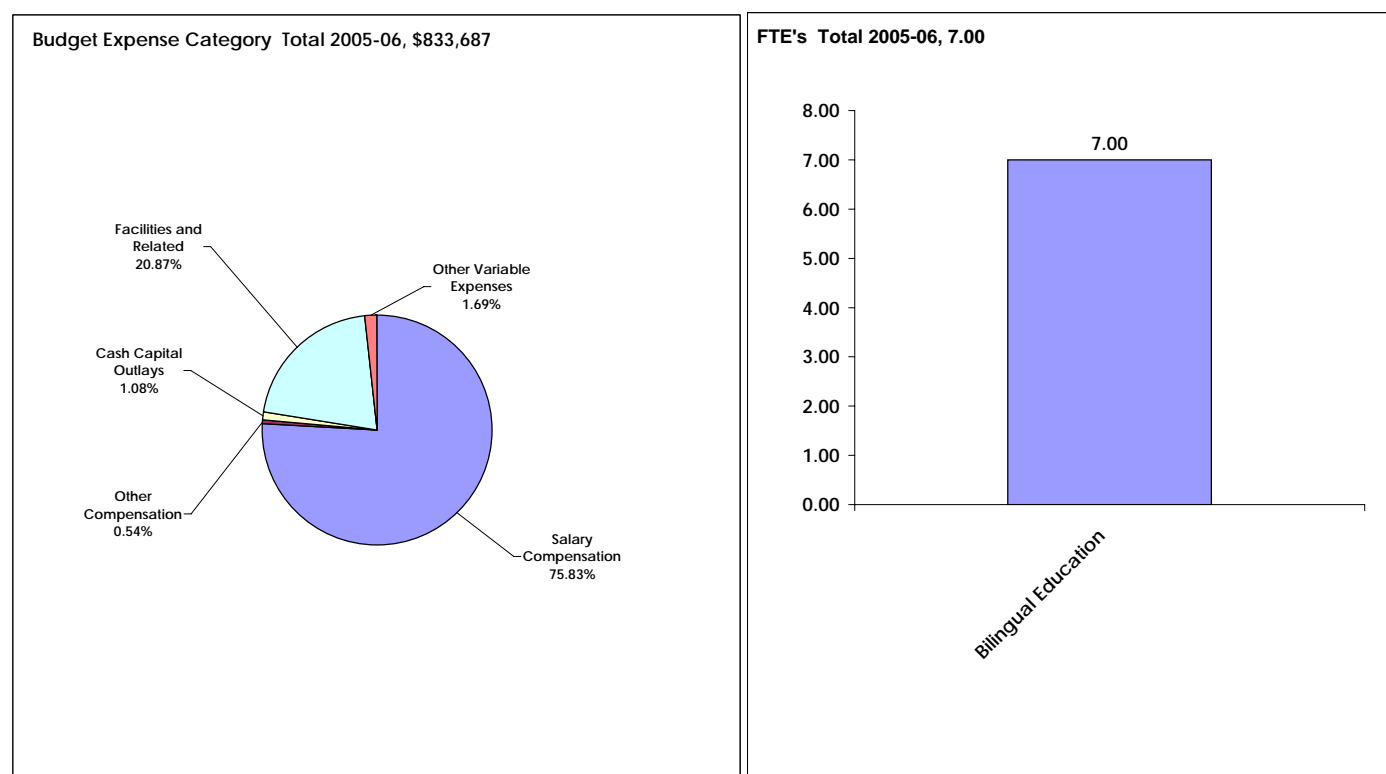 Budget Expense Category  Total 2005-06, $833,687
Facilities and
Related
20.87%
Other Variable
Expenses
1.69%
Cash Capital
Outlays
1.08%
Other
Compensation
0.54%
Salary
Compensation
75.83%
FTE's  Total 2005-06, 7.00
8.00
7.00
6.00
5.00
4.00
3.00
2.00
1.00
0.00
7.00
Bilingual Education